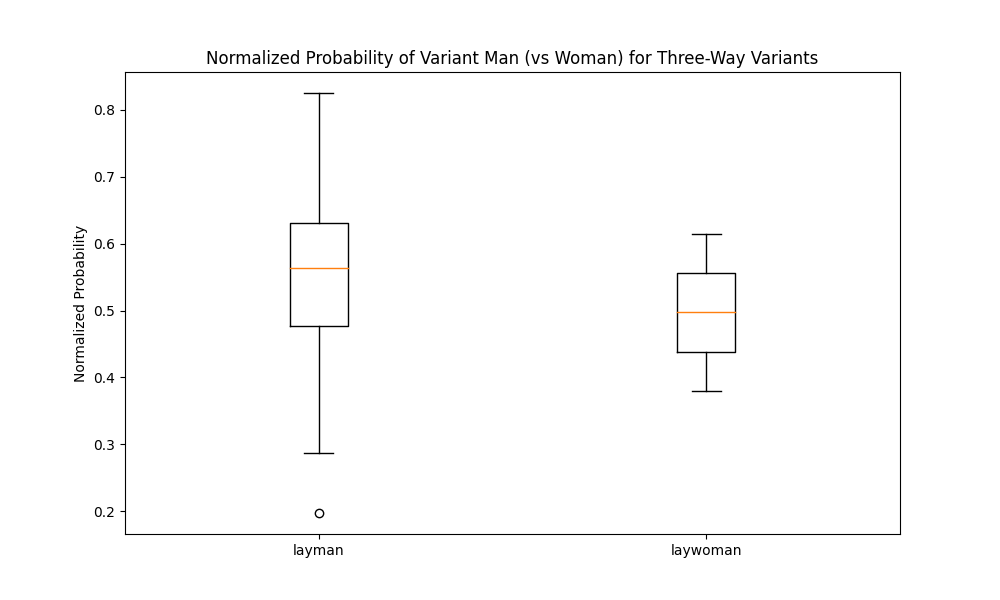 Normalized Probability of Variant Man (vs Woman) for Three-Way Variants
Normalized Probability
0.8
0.7
0.6
0.5
0.4
0.3
0.2
layman
laywoman